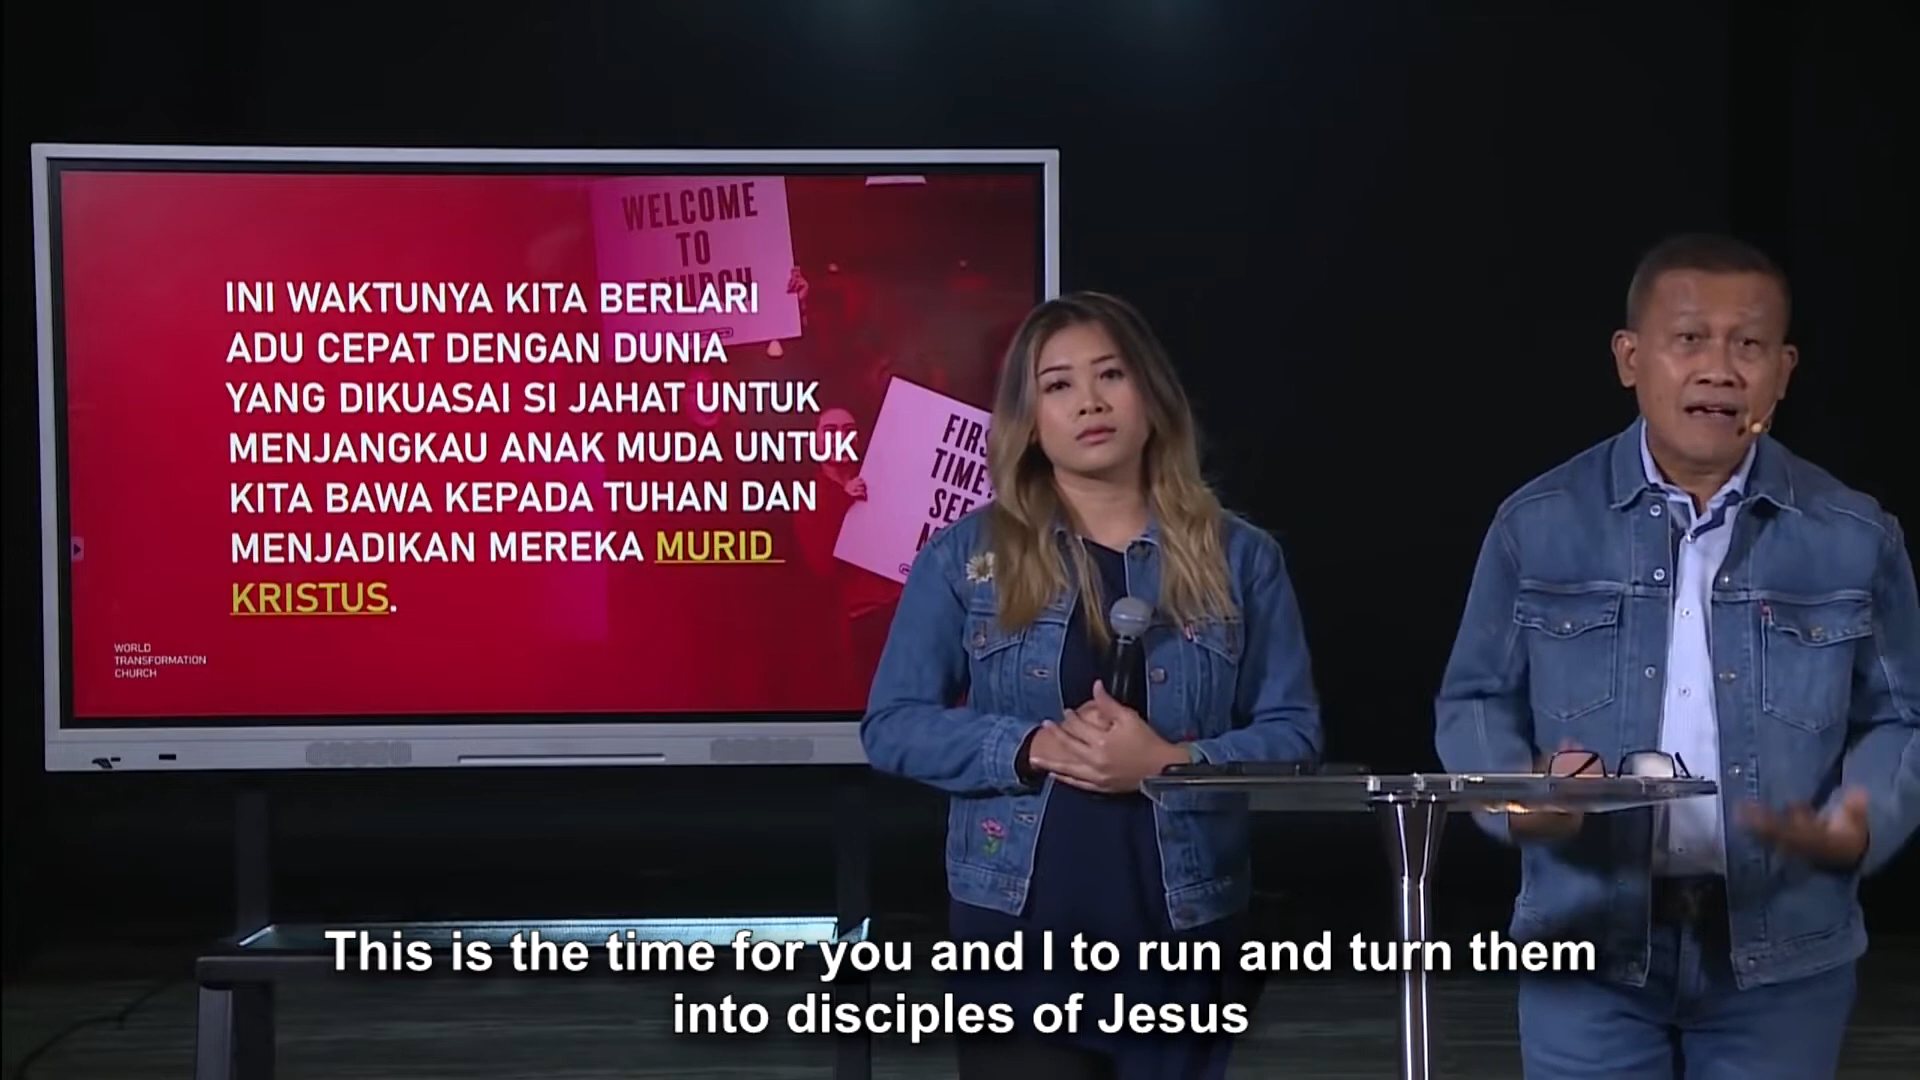 WELCOME
TO
INI WAKTUNYA KITA BERLARI
ADU CEPAT DENGAN DUNIA
YANG DIKUASAI SI JAHAT UNTUK
MENJANGKAU ANAK MUDA UNTUK
KITA BAWA KEPADA TUHAN DAN
MENJADIKAN MEREKA MURID
KRISTUS.
TIME
WORLD
TRANSFORMATION
CHURCH
This is the time for you and I to run and turn them
into disciples of Jesus